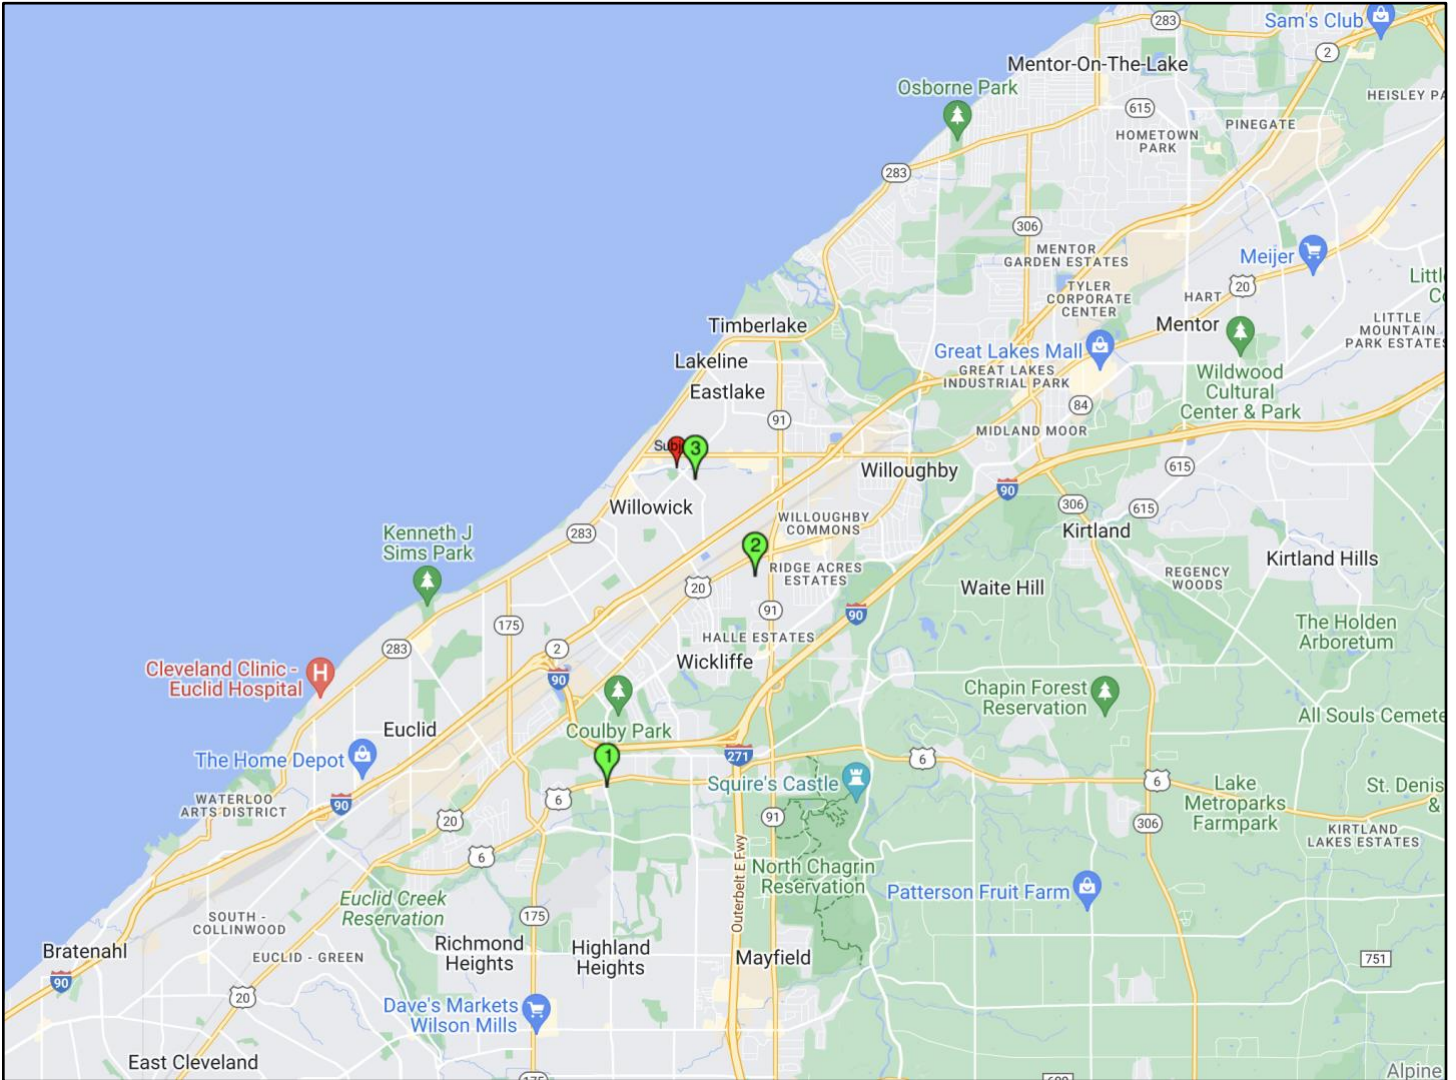 283
Sam's Club
2
Mentor-On-The-Lake
Osborne Park
HEISLEY PA
615
PINEGATE
HOMETOWN
PARK
283
306
MENTOR
GARDEN ESTATES
Meijer
Littl
C
TYLER
CORPORATE
CENTER
HART
20
LITTLE
MOUNTAIN
PARK ESTATES
Timberlake
Mentor
Great Lakes Mall
GREAT LAKES
INDUSTRIAL PARK
Lakeline
Eastlake
Wildwood
Cultural
Center & Park
84
91
MIDLAND MOOR
Subj
3
Willoughby
615
90
Willowick
306
615
WILLOUGHBY
COMMONS
Kirtland
283
Kenneth J
Sims Park
2
RIDGE ACRES
ESTATES
Kirtland Hills
REGENCY
WOODS
20
Waite Hill
91
90
175
HALLE ESTATES
The Holden
Arboretum
283
2
Wickliffe
Cleveland Clinic -
Euclid Hospital
H
90
Chapin Forest
Reservation
All Souls Cemete
Euclid
Coulby Park
The Home Depot
1
271
6
Squire's Castle
6
Lake
Metroparks
Farmpark
St. Denis
&
WATERLOO
ARTS DISTRICT
90
6
20
91
306
KIRTLAND
LAKES ESTATES
6
Outerbelt E Fwy
North Chagrin
Reservation
Patterson Fruit Farm
Euclid Creek
Reservation
SOUTH -
COLLINWOOD
175
Bratenahl
EUCLID - GREEN
Richmond
Heights
Highland
Heights
Mayfield
751
90
20
Dave's Markets
Wilson Mills
East Cleveland
175
Alpine